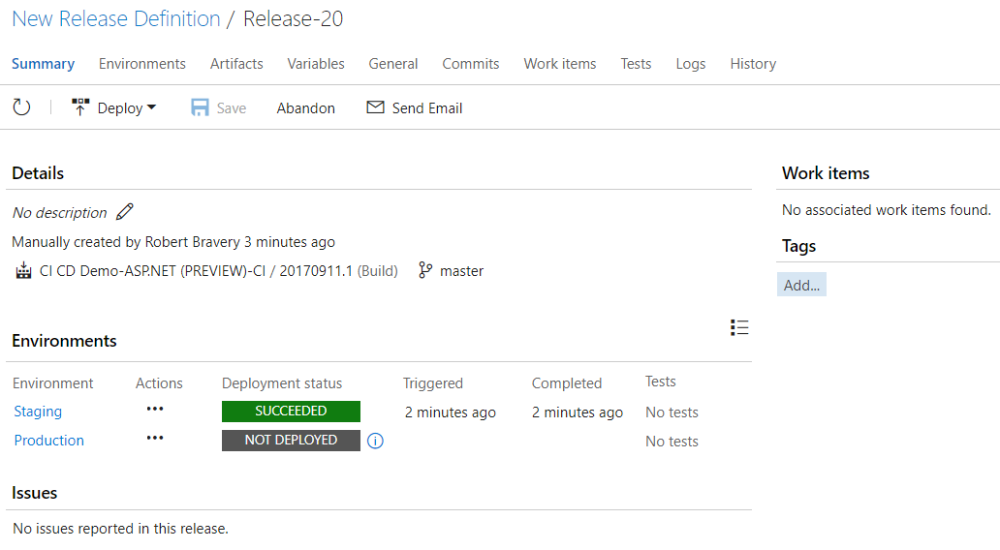 New Release Definition / Release-20
Summary Environments Artifacts Variables General Commits Work items Tests Logs History
Deploy Save Abandon Send Email
Details
No description
Manually created by Robert Bravery 3 minutes ago
CI CD Demo-ASP.NET (PREVIEW)-CI / 20170911.1 (Build) master
Work items
No associated work items found.
Tags
Add...
Environments
Environment Actions Deployment status Triggered Completed Tests
Staging ••• SUCCEEDED 2 minutes ago 2 minutes ago No tests
Production ••• NOT DEPLOYED i No tests
Issues
No issues reported in this release.